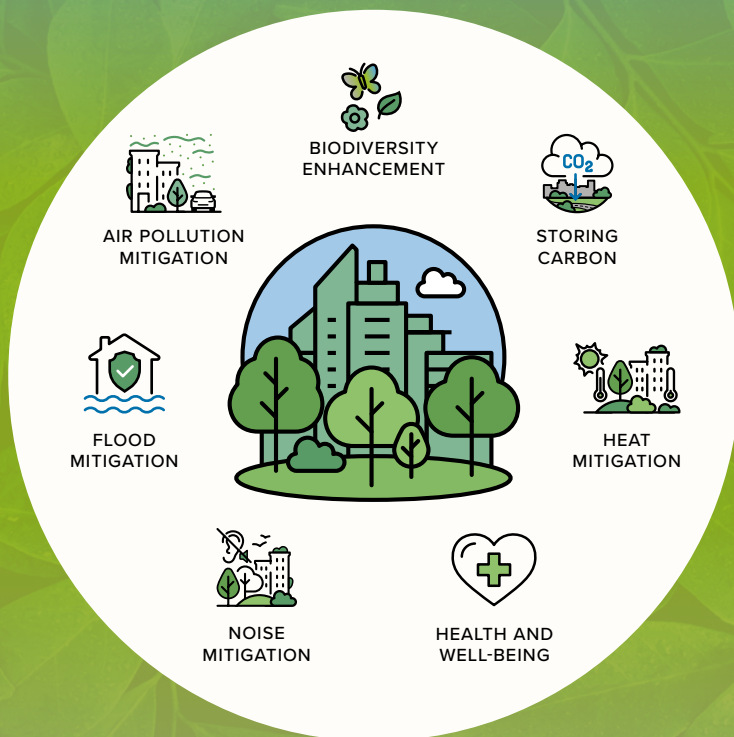 BIODIVERSITY
ENHANCEMENT
CO₂
STORING
CARBON
HEAT
MITIGATION
HEALTH AND
WELL-BEING
NOISE
MITIGATION
FLOOD
MITIGATION
AIR POLLUTION
MITIGATION